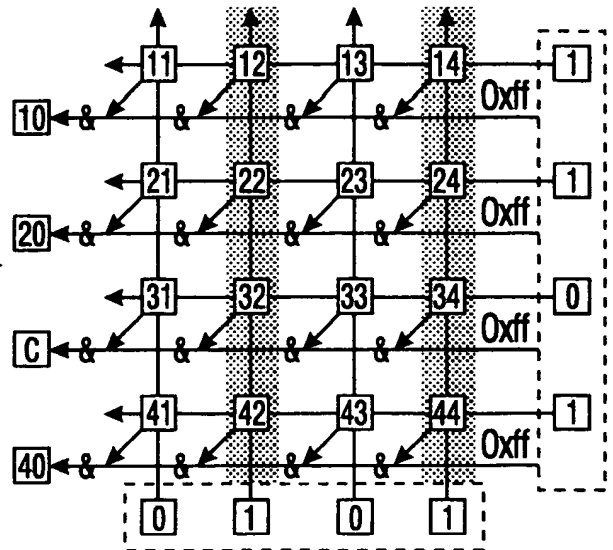 11 12 13 14 1
0xff
10 & & & &
21 22 23 24 1
0xff
20 & & & &
31 32 33 34 0
0xff
C & & & &
41 42 43 44 1
0xff
40 & & & &
0 1 0 1